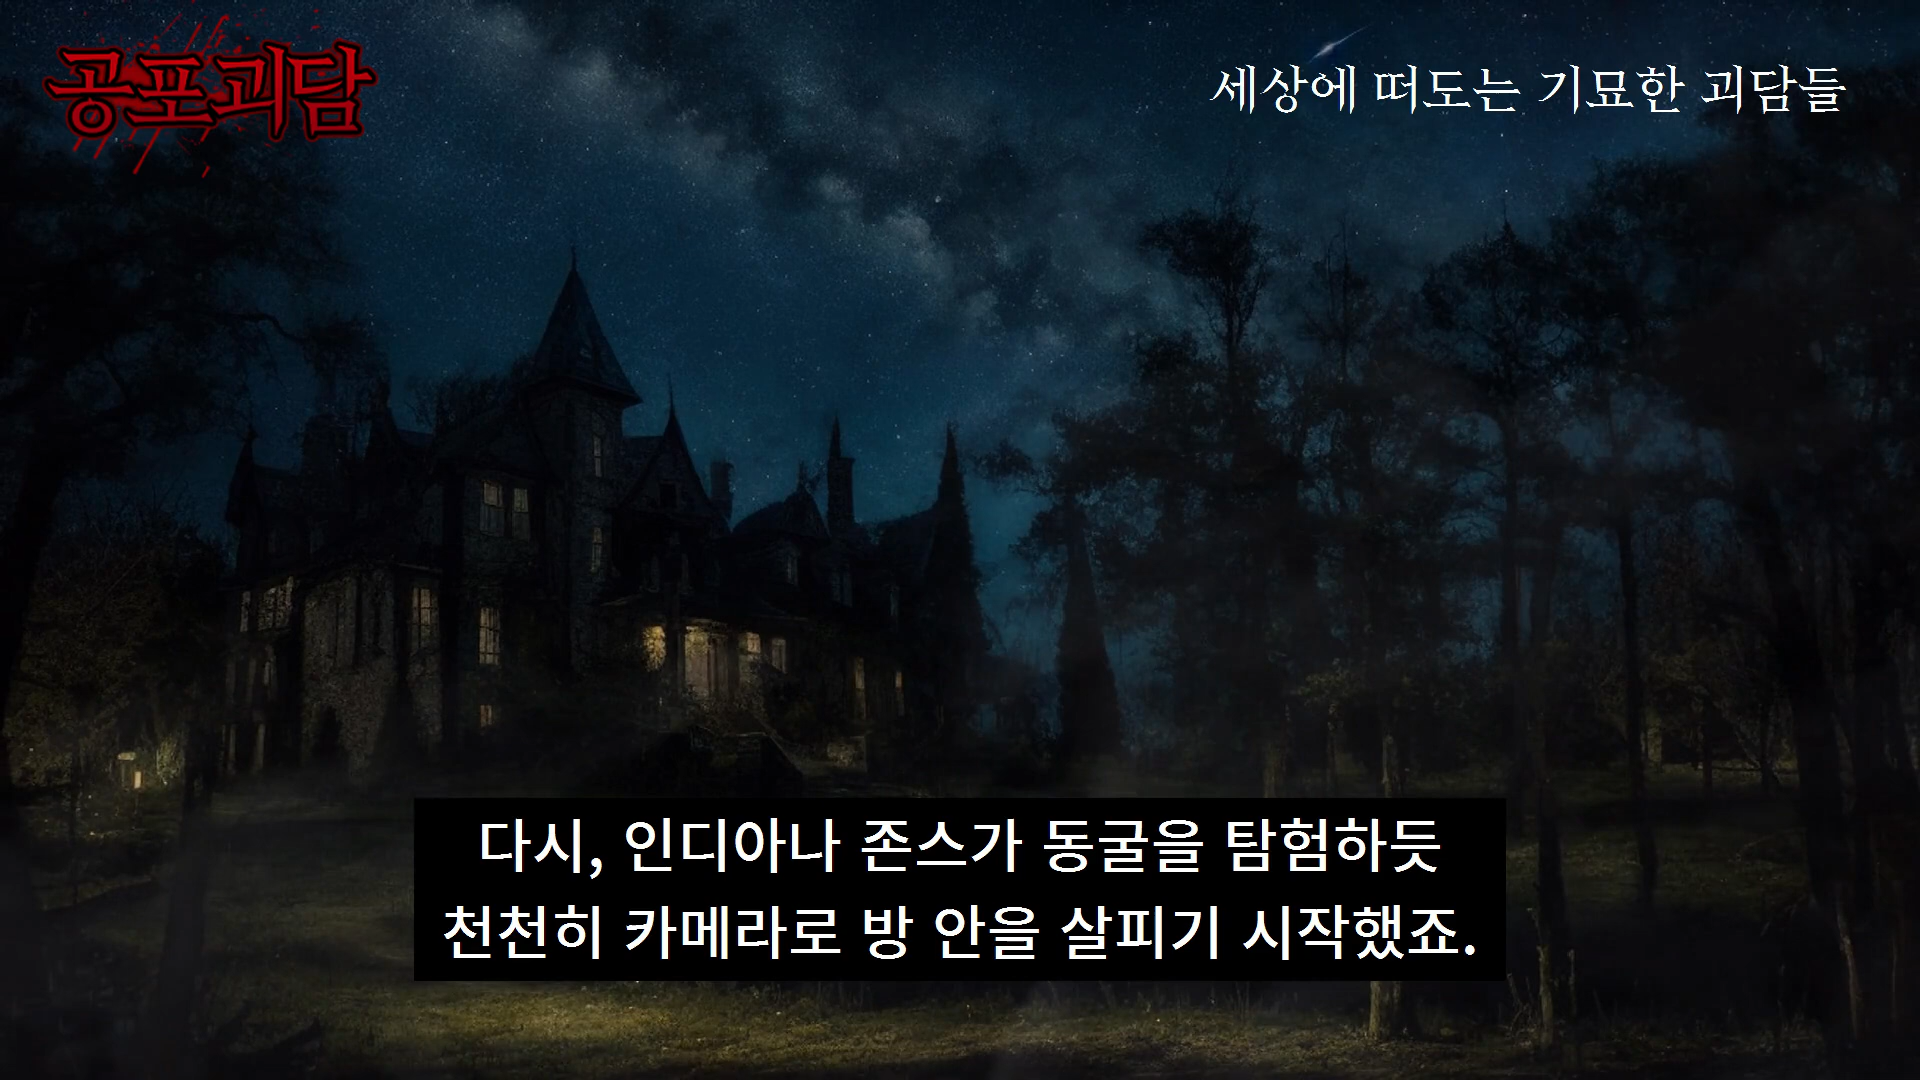 공포괴담
세상에 떠도는 기묘한 괴담들
다시, 인디아나 존스가 동굴을 탐험하듯
천천히 카메라로 방 안을 살피기 시작했죠.